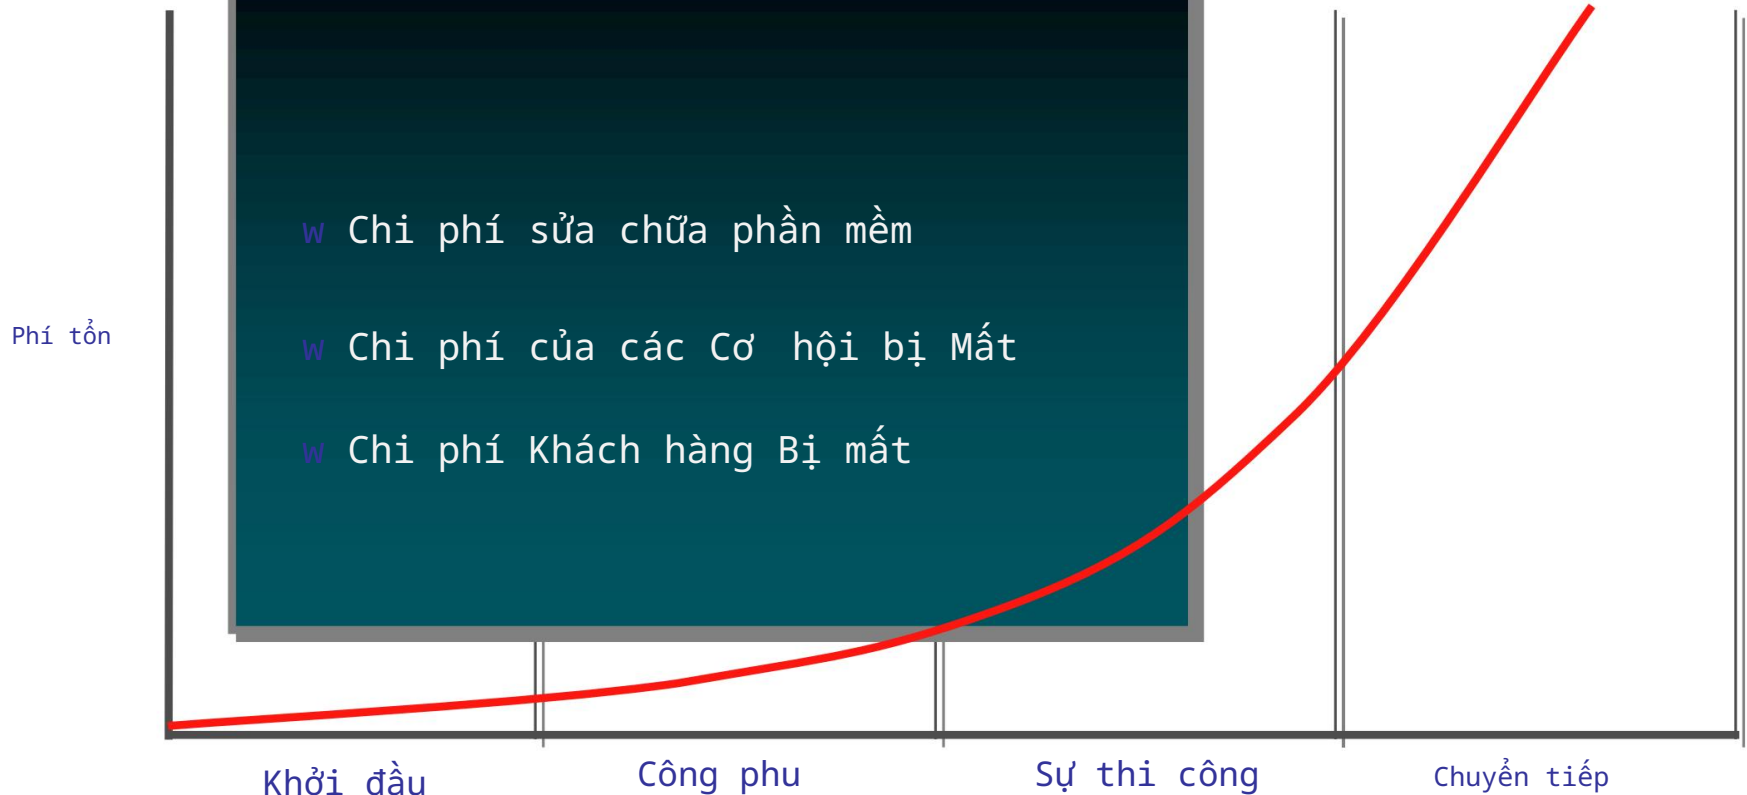 w Chi phí sửa chữa phần mềm
Phí tổn
w Chi phí của các Cơ hội bị Mất
w Chi phí Khách hàng Bị mất
Khởi đầu
Công phu
Sự thi công
Chuyển tiếp